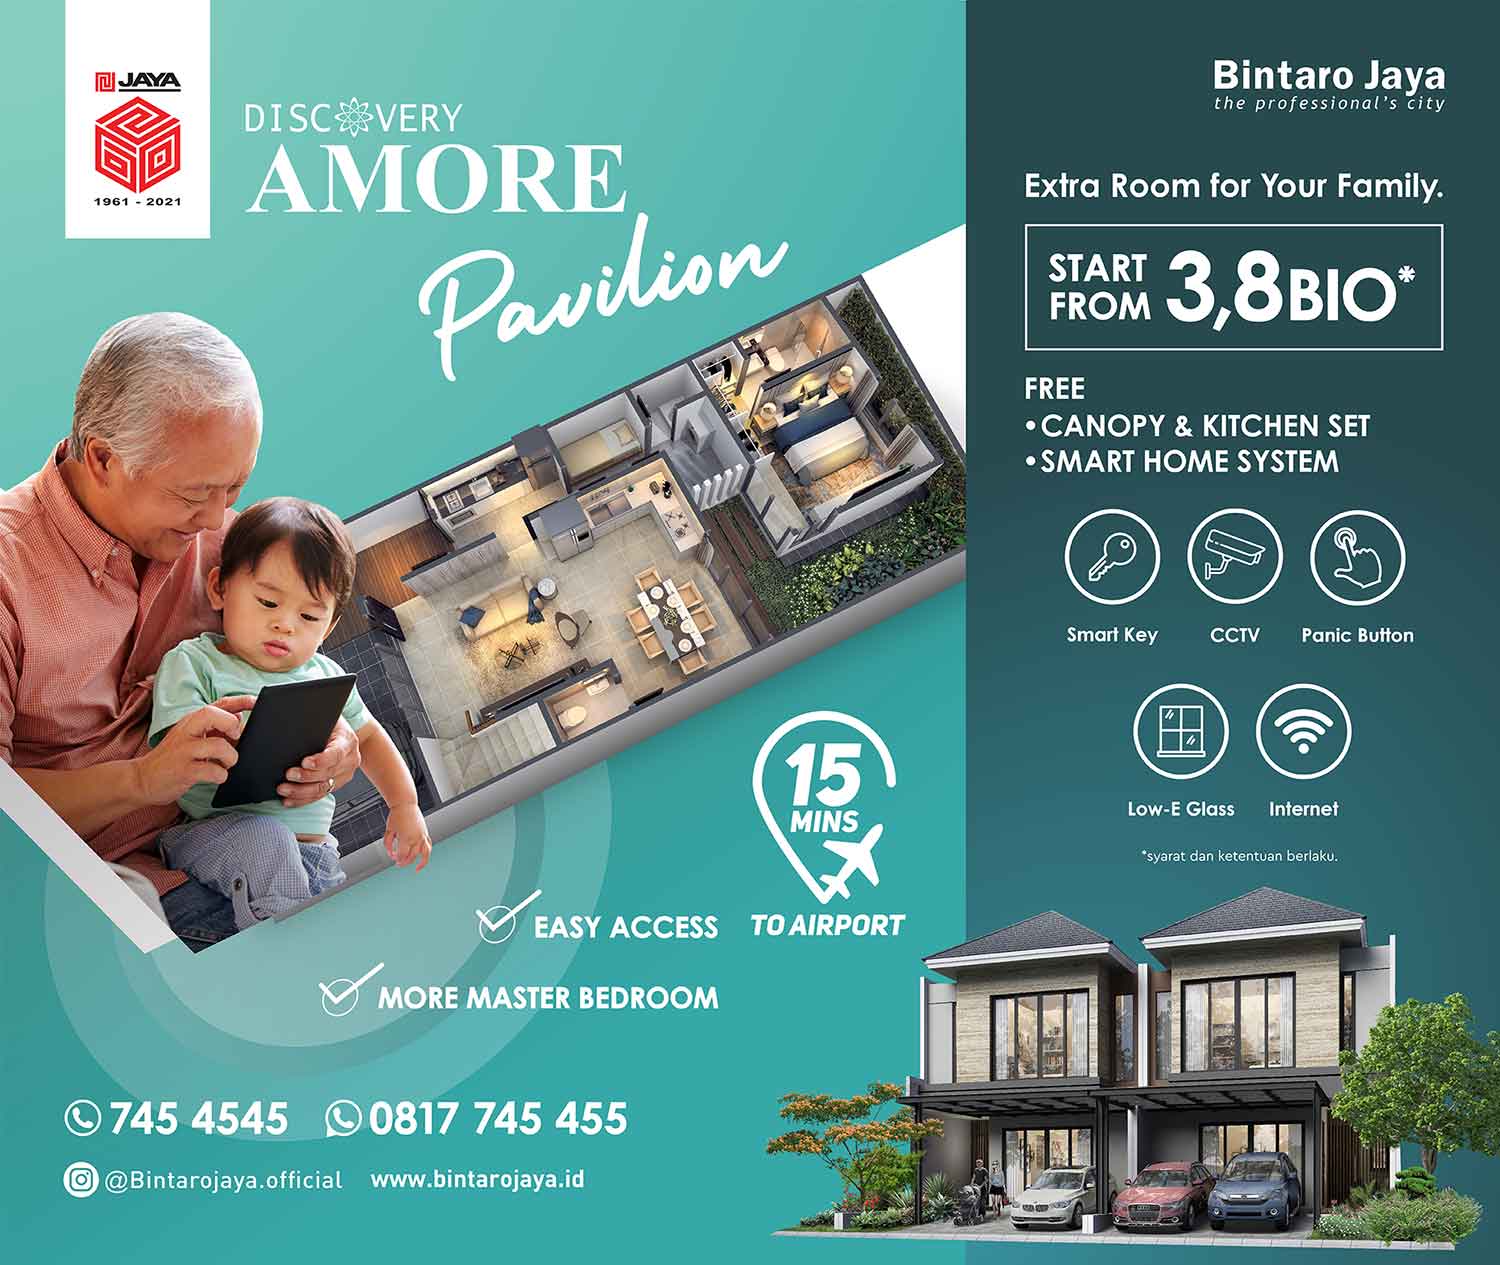 JAYA
60
1961 - 2021
DISCOVERY
AMORE
Pavilion
Bintaro Jaya
the professional's city
Extra Room for Your Family.
START
FROM 3,8BIO*
FREE
•CANOPY & KITCHEN SET
•SMART HOME SYSTEM
Smart Key CCTV Panic Button
Low-E Glass Internet
*syarat dan ketentuan berlaku.
15
MINS
TO AIRPORT
EASY ACCESS
MORE MASTER BEDROOM
745 4545 0817 745 455
@Bintarojaya.official www.bintarojaya.id